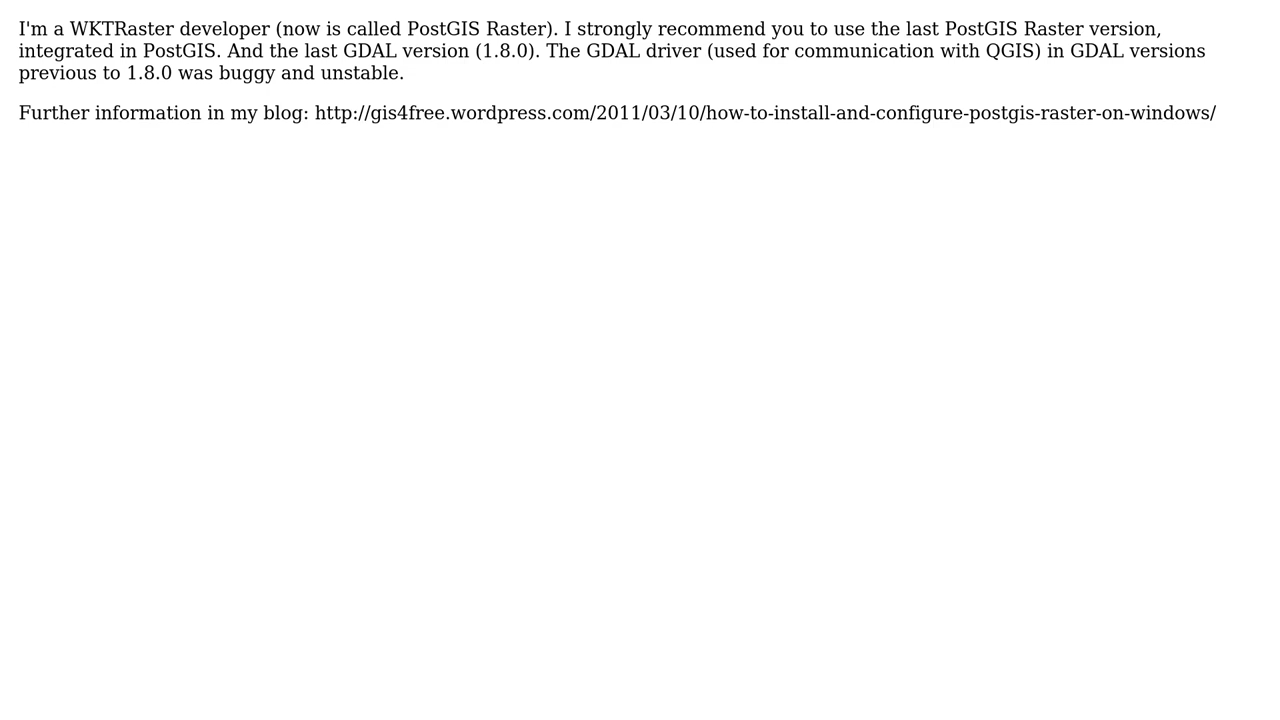 I'm a WKTRaster developer (now is called PostGIS Raster). I strongly recommend you to use the last PostGIS Raster version,
integrated in PostGIS. And the last GDAL version (1.8.0). The GDAL driver (used for communication with QGIS) in GDAL versions
previous to 1.8.0 was buggy and unstable.
Further information in my blog: http://gis4free.wordpress.com/2011/03/10/how-to-install-and-configure-postgis-raster-on-windows/